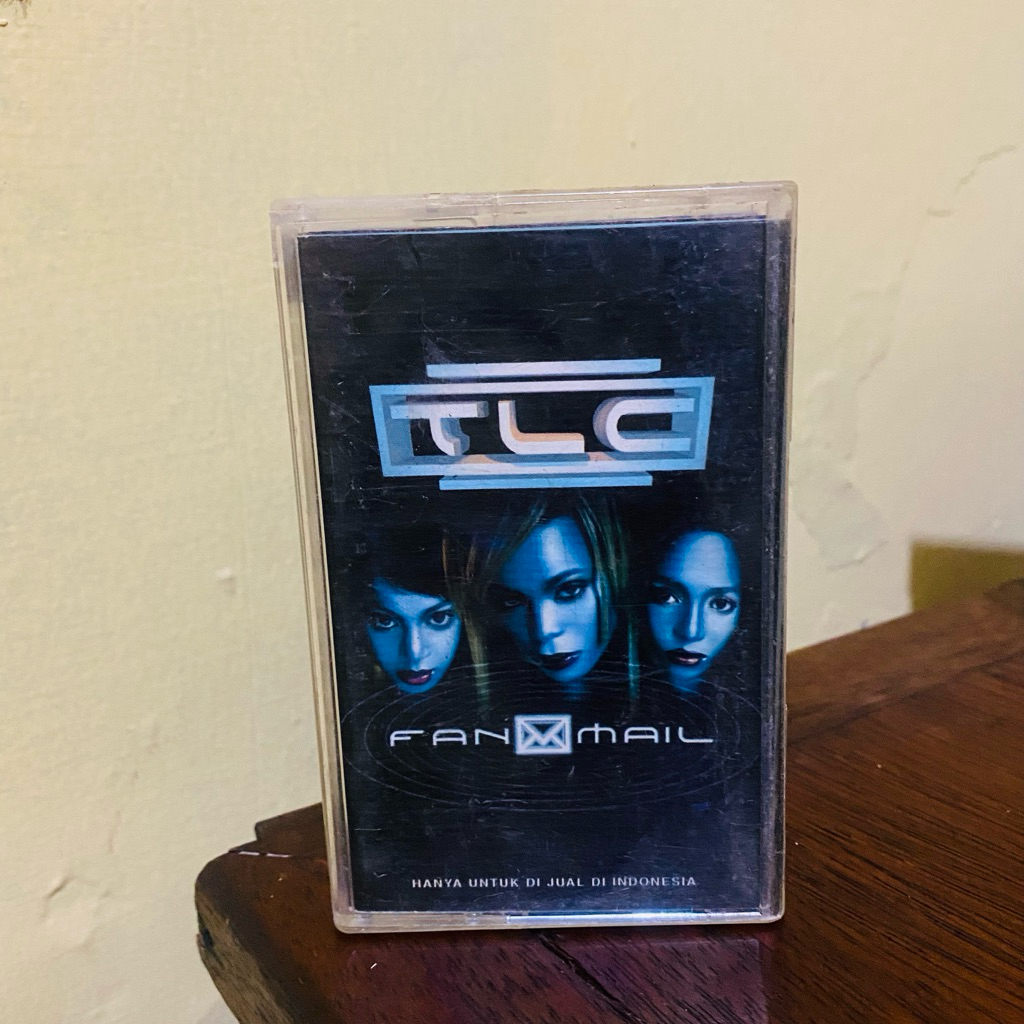 TLC
FAN MAIL
HANYA UNTUK DI JUAL DI INDONESIA